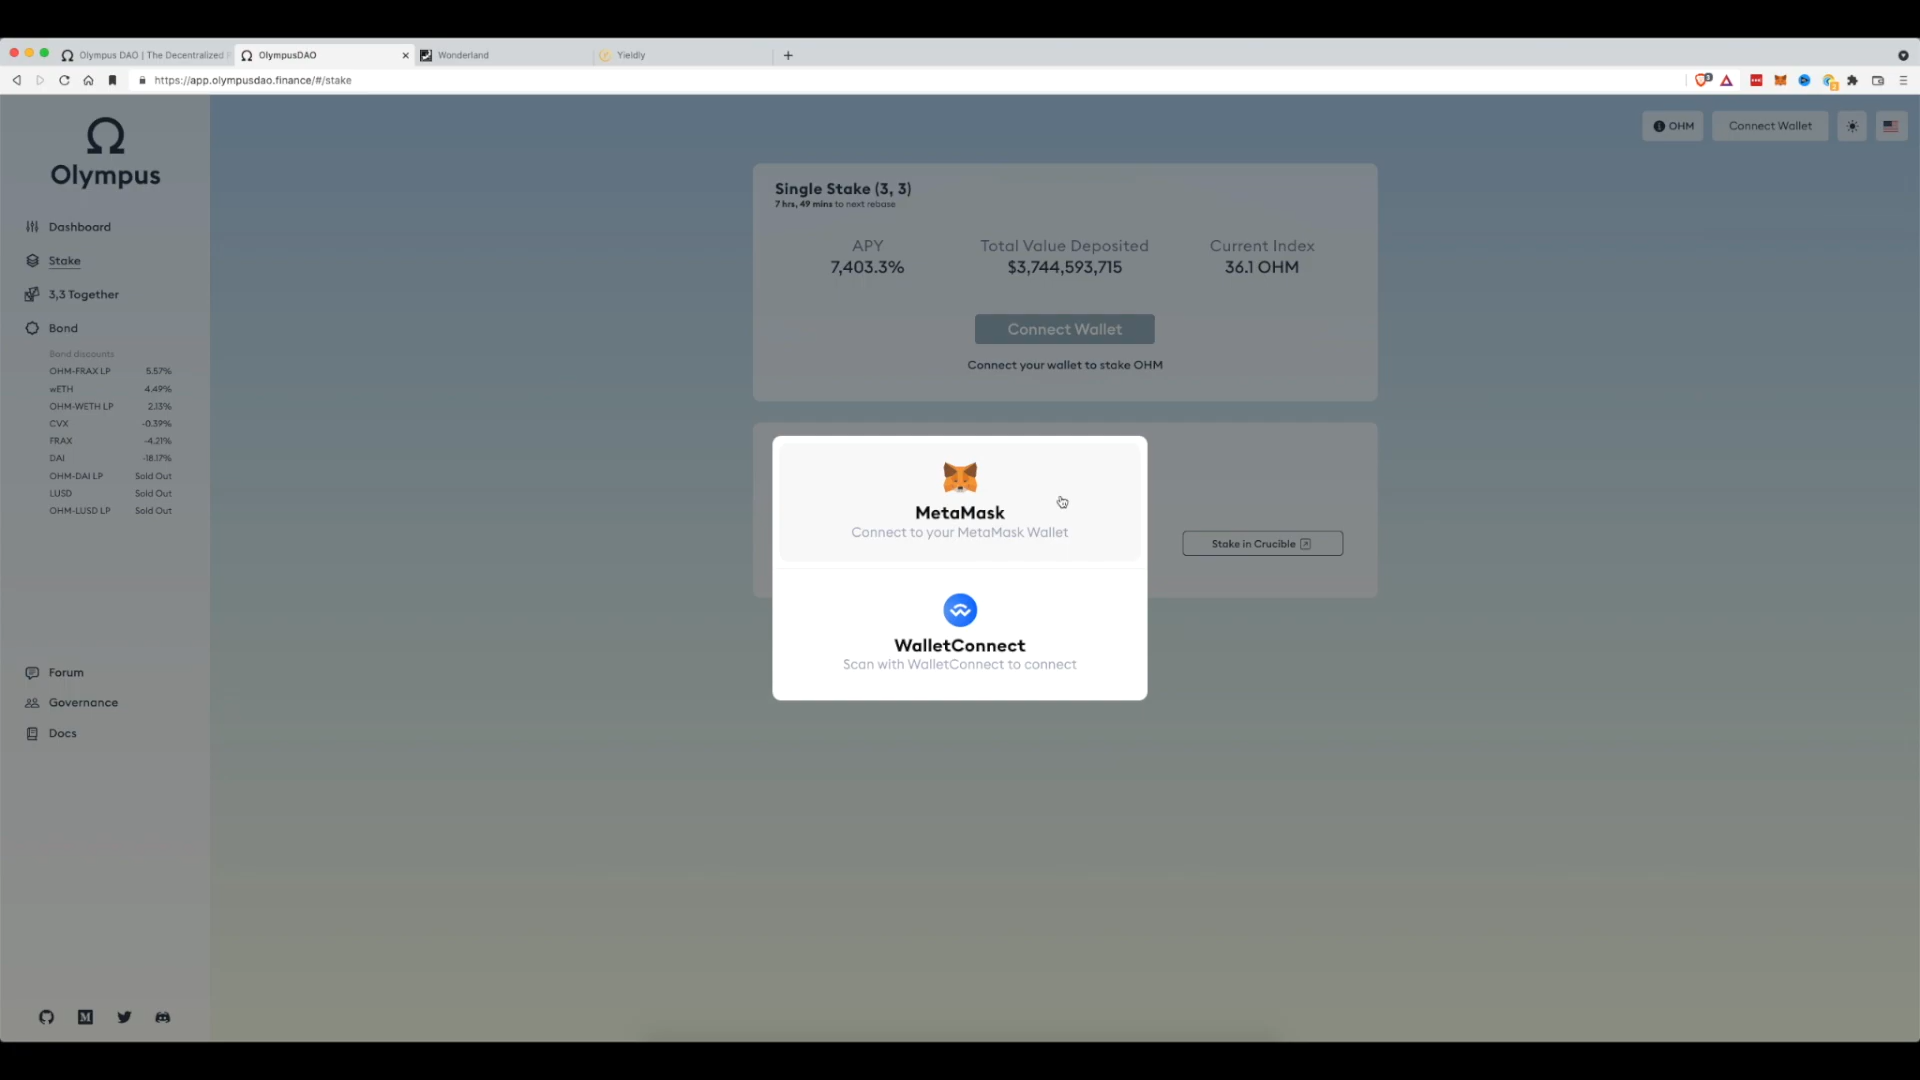 Olympus DAO | The Decentralized
OlympusDAO
Wonderland
Yieldly
https://app.olympusdao.finance/#/stake
Olympus
Dashboard
Stake
3,3 Together
Bond
Bond discounts
OHM-FRAX LP 5.57%
wETH 4.49%
OHM-WETH LP 2.13%
CVX -0.39%
FRAX -4.21%
DAI -18.17%
OHM-DAI LP Sold Out
LUSD Sold Out
OHM-LUSD LP Sold Out
Forum
Governance
Docs
OHM
Connect Wallet
Single Stake (3, 3)
7 hrs, 49 mins to next rebase
APY Total Value Deposited Current Index
7,403.3% $3,744,593,715 36.1 OHM
Connect Wallet
Connect your wallet to stake OHM
Stake in Crucible
MetaMask
Connect to your MetaMask Wallet
WalletConnect
Scan with WalletConnect to connect